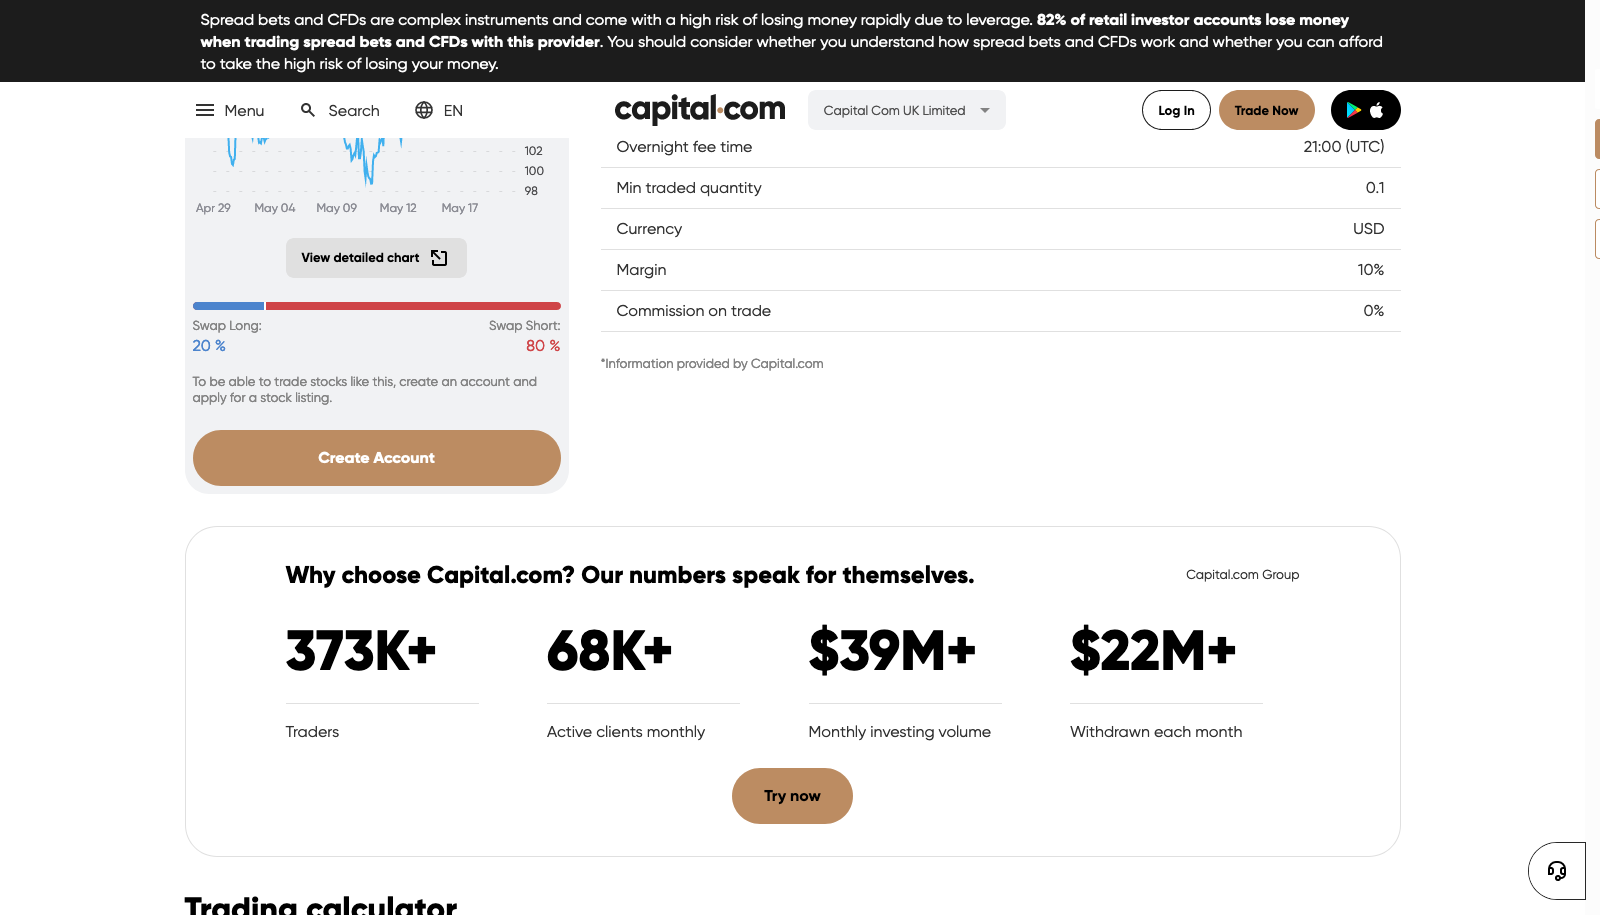 Spread bets and CFDs are complex instruments and come with a high risk of losing money rapidly due to leverage. 82% of retail investor accounts lose money
when trading spread bets and CFDs with this provider. You should consider whether you understand how spread bets and CFDs work and whether you can afford
to take the high risk of losing your money.
Menu
Search
EN
capital.com
Capital Com UK Limited
Log In
Trade Now
102
100
98
Apr 29
May 04
May 09
May 12
May 17
View detailed chart
Swap Long:
20 %
Swap Short:
80 %
To be able to trade stocks like this, create an account and
apply for a stock listing.
Create Account
Overnight fee time 21:00 (UTC)
Min traded quantity 0.1
Currency USD
Margin 10%
Commission on trade 0%
*Information provided by Capital.com
Why choose Capital.com? Our numbers speak for themselves.
Capital.com Group
373K+
Traders
68K+
Active clients monthly
$39M+
Monthly investing volume
$22M+
Withdrawn each month
Try now
Trading calculator